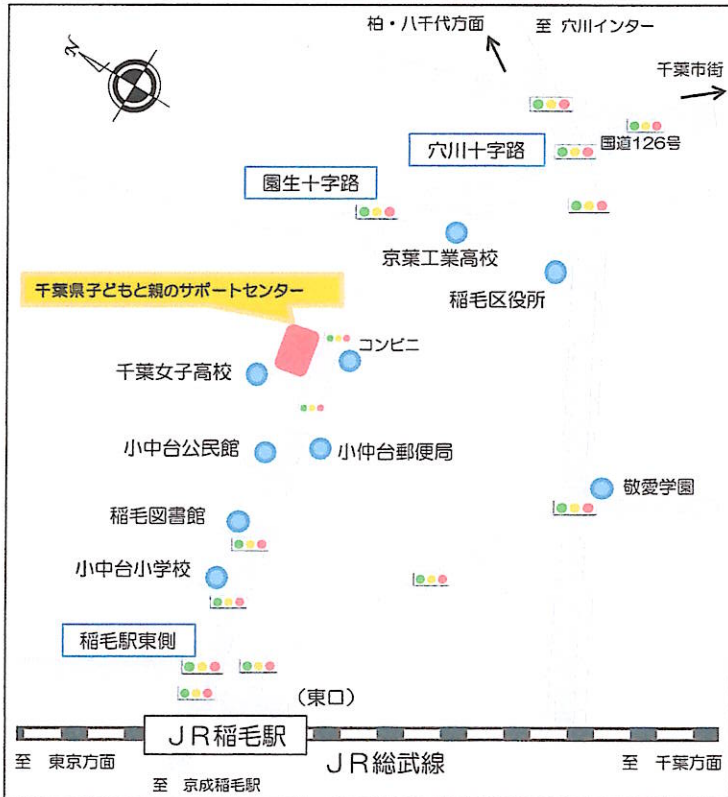 柏・八千代方面
至 穴川インター
N
千葉市街
穴川十字路
国道126号
園生十字路
京葉工業高校
稲毛区役所
千葉県子どもと親のサポートセンター
コンビニ
千葉女子高校
小中台公民館
小仲台郵便局
敬愛学園
稲毛図書館
小中台小学校
稲毛駅東側
(東口)
JR稲毛駅
至 東京方面
JR総武線
至 千葉方面
至 京成稲毛駅